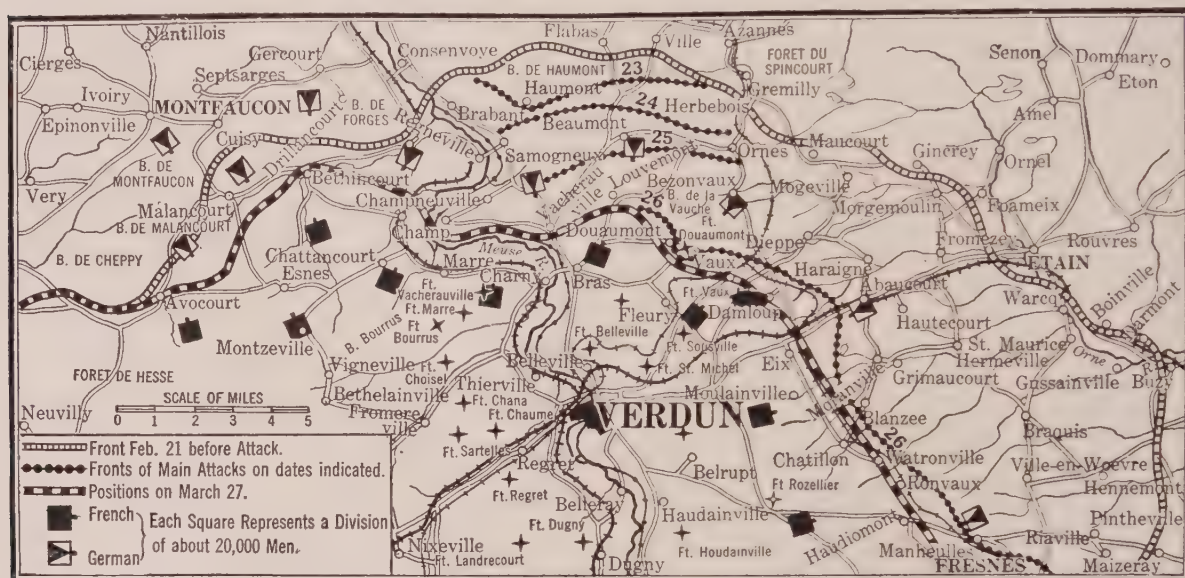 Nantillois
Flabas
Ville
Azannes
Cierges
Gercourt
Consenvoye
FORET DU
SPINCOURT
Senon
Dommary
Septsarges
B. DE HAUMONT
23
Eton
Ivoiry
MONTFAUCON
B. DE
FORGES
Haumont
Gremilly
Epinonville
Brabant
24
Herbebois
Amel
Cuisy
Drillancourt
Beaumont
B. DE
MONTFAUCON
Samogneux
25
Ornes
Maucourt
Gincrey
Ornel
Very
Bethincourt
Louvemont
Bezonvaux
Mogeville
Champneuville
Vacherau
ville
B. de la
Vauche
Malancourt
26
Ft.
Douaumont
Morgemoulin
Foameix
B. DE MALANCOURT
Champ
Douaumont
Dieppe
Fromezey
Rouvres
B. DE CHEPPY
Chattancourt
Meuse R.
Marre
Vaux
Haraigne
ETAIN
Esnes
Charny
Abaucourt
Avocourt
Ft.
Vacherauville
Bras
Ft. Vaux
Damloup
Warcq
Boinville
Ft. Marre
Fleury
Hautecourt
Darmont
B. Bourrus
Ft
Bourrus
Ft. Belleville
Ft. Sousville
St. Maurice
Orne R.
Montzeville
Hermeville
Vigneville
Ft.
Choisel
Belleville
Ft. St. Michel
Eix
Grimaucourt
Gussainville
Buzy
FORET DE HESSE
Thierville
Moulainville
Moranville
Bethelainville
Ft. Chana
SCALE OF MILES
0 1 2 3 4 5
Neuvilly
Fromere
ville
Ft. Chaume
VERDUN
Blanzee
Braquis
Front Feb. 21 before Attack.
Ft. Sartelles
26
Fronts of Main Attacks on dates indicated.
Regret
Belrupt
Chatillon
Watronville
Ville-en-Woevre
Positions on March 27.
Ft. Regret
Ft Rozellier
Ronvaux
Hennemont
French
Each Square Represents a Division
Belleray
Haudainville
Pintheville
German
of about 20,000 Men.
Ft. Dugny
Haudiomont
Riaville
Nixeville
Ft. Landrecourt
Dugny
Ft. Houdainville
Manheulles
FRESNES
Maizeray